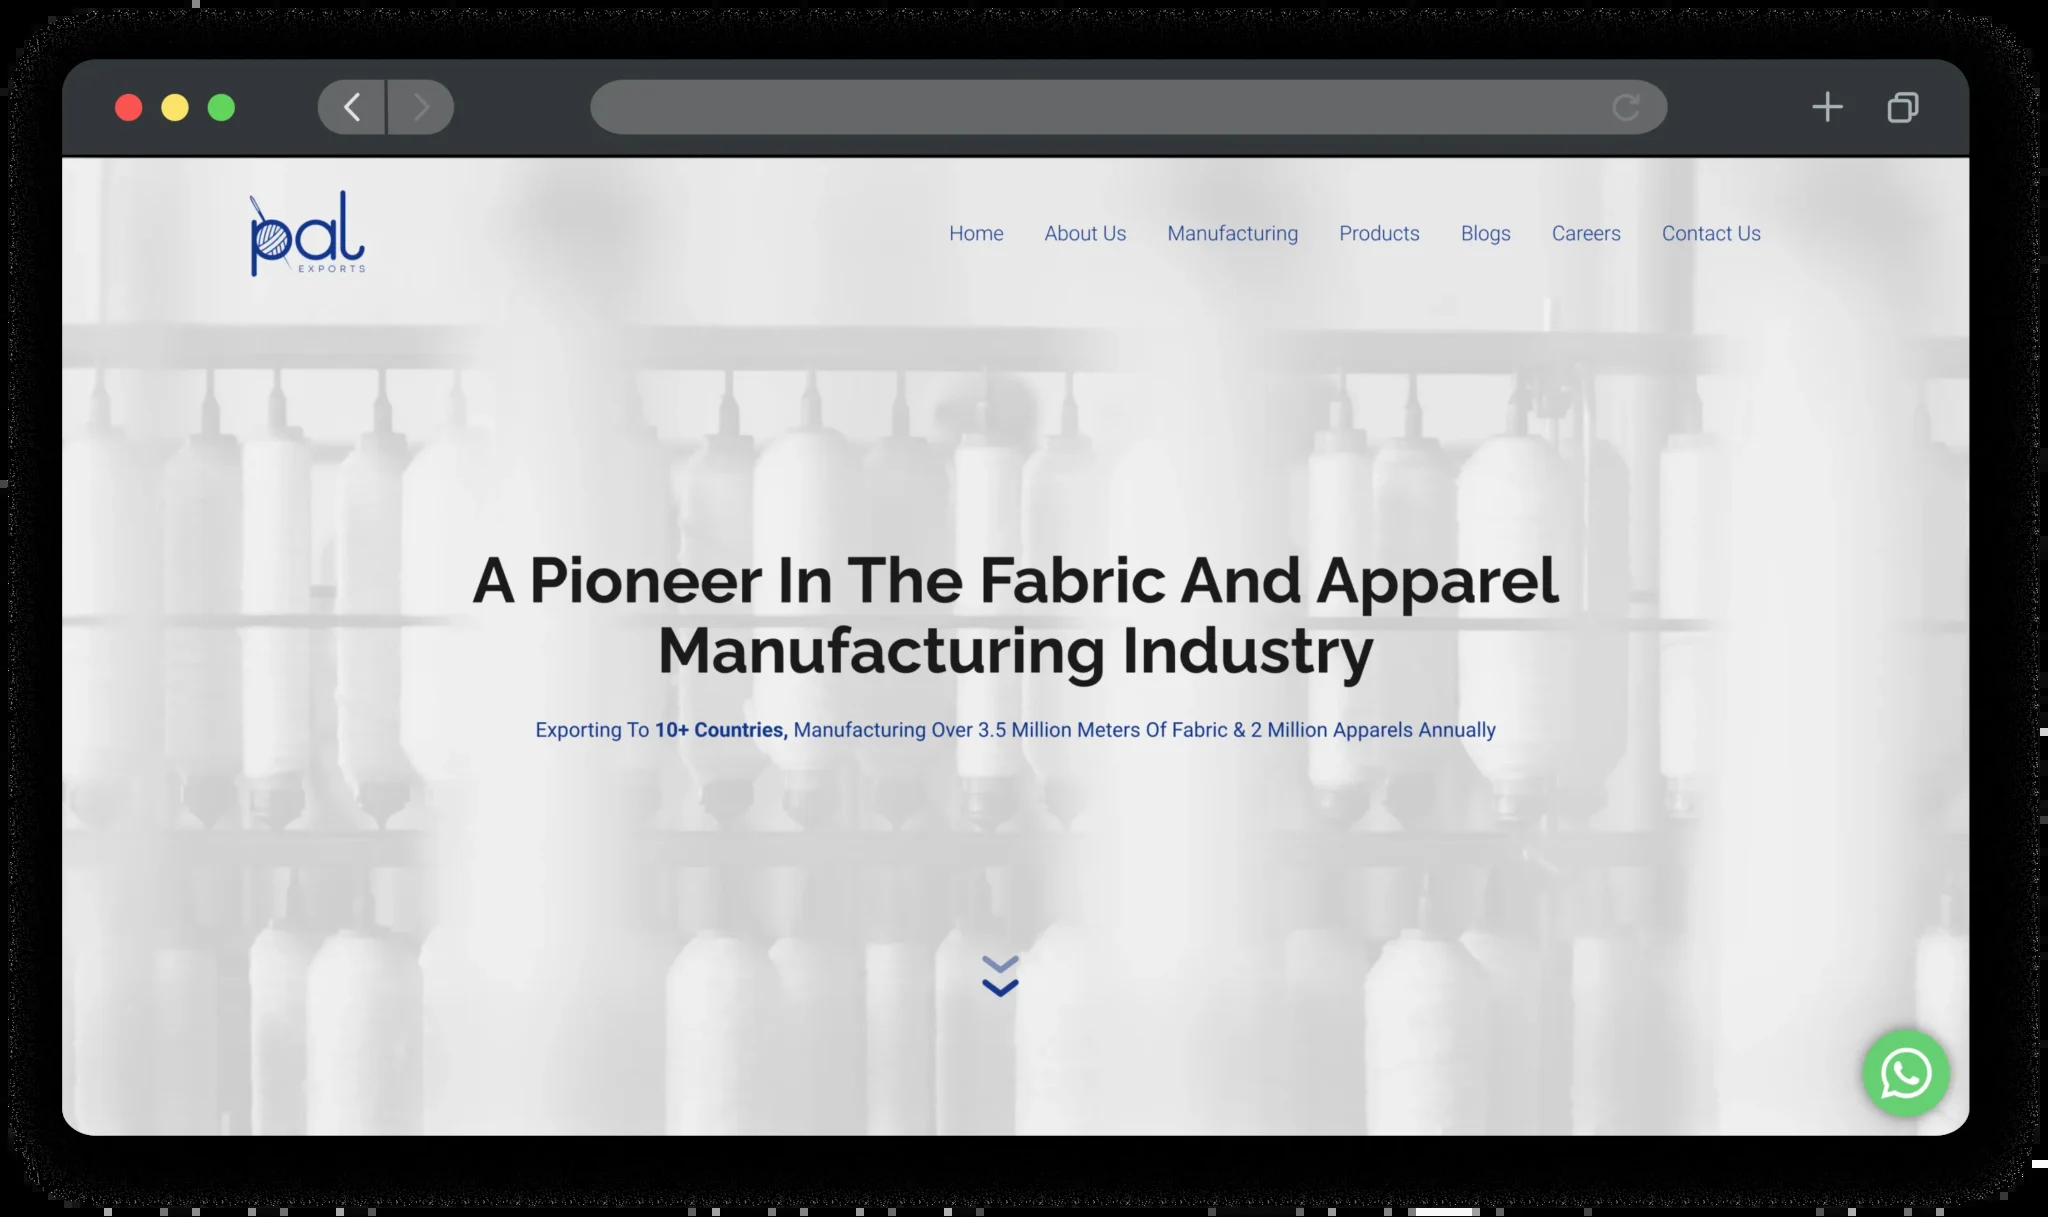 pal
EXPORTS
Home About Us Manufacturing Products Blogs Careers Contact Us
A Pioneer In The Fabric And Apparel
Manufacturing Industry
Exporting To 10+ Countries, Manufacturing Over 3.5 Million Meters Of Fabric & 2 Million Apparels Annually